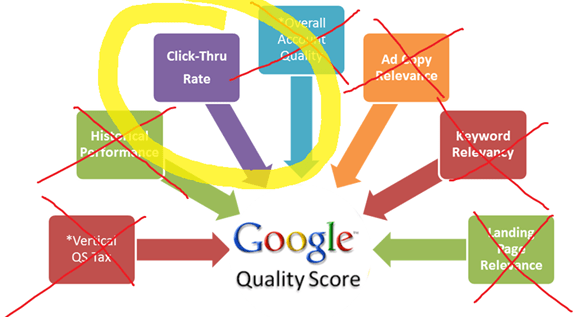 *Overall
Account
Quality
Click-Thru
Rate
Ad Copy
Relevance
Historical
Performance
Keyword
Relevancy
*Vertical
QS Tax
Landing
Page
Relevance
Google™
Quality Score